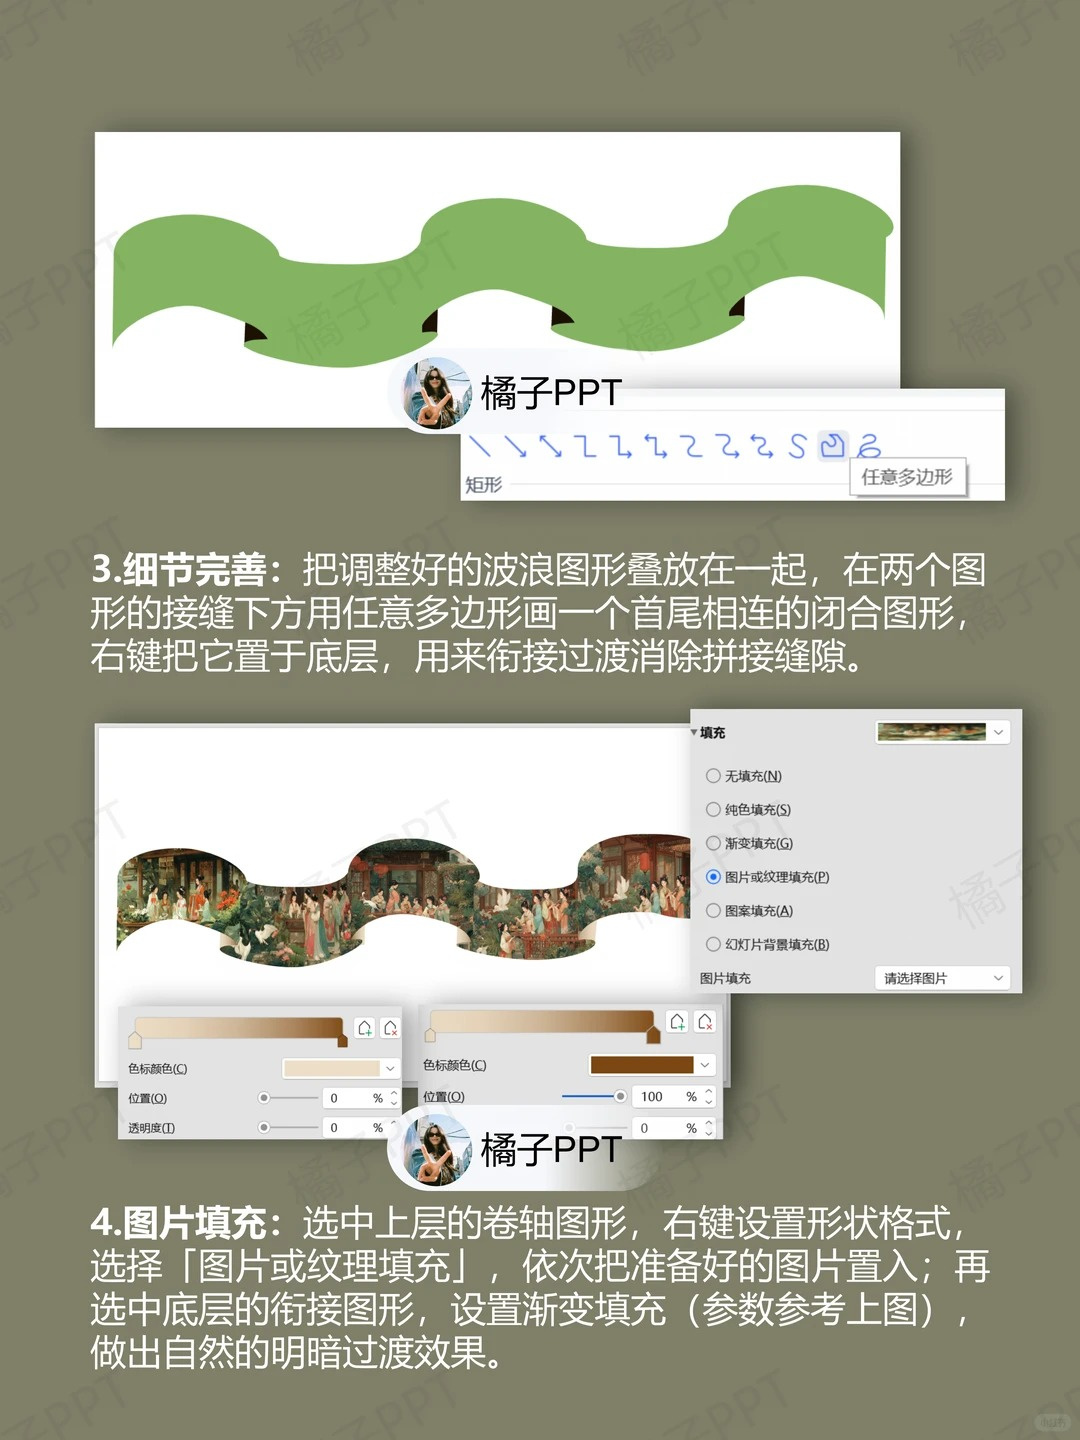 橘子PPT
矩形
任意多边形
3.细节完善：把调整好的波浪图形叠放在一起，在两个图
形的接缝下方用任意多边形画一个首尾相连的闭合图形，
右键把它置于底层，用来衔接过渡消除拼接缝隙。
填充
无填充(N)
纯色填充(S)
渐变填充(G)
图片或纹理填充(P)
图案填充(A)
幻灯片背景填充(B)
图片填充 请选择图片
色标颜色(C)
位置(O) 0 %
透明度(T) 0 %
色标颜色(C)
位置(O) 100 %
0 %
橘子PPT
4.图片填充：选中上层的卷轴图形，右键设置形状格式，
选择「图片或纹理填充」，依次把准备好的图片置入；再
选中底层的衔接图形，设置渐变填充（参数参考上图），
做出自然的明暗过渡效果。